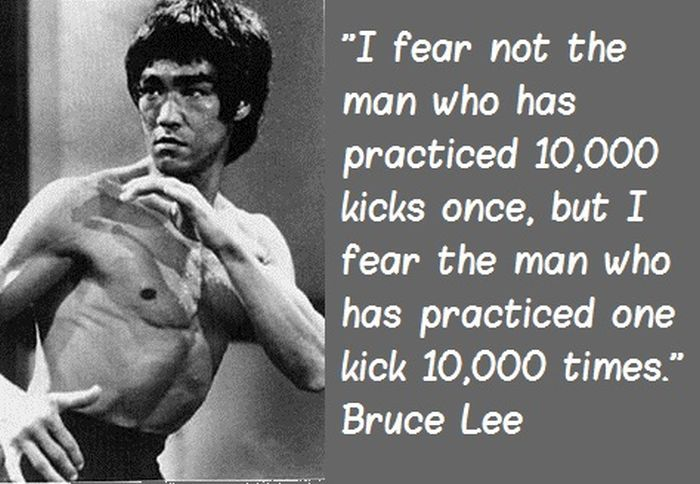 "I fear not the
man who has
practiced 10,000
kicks once, but I
fear the man who
has practiced one
kick 10,000 times."
Bruce Lee